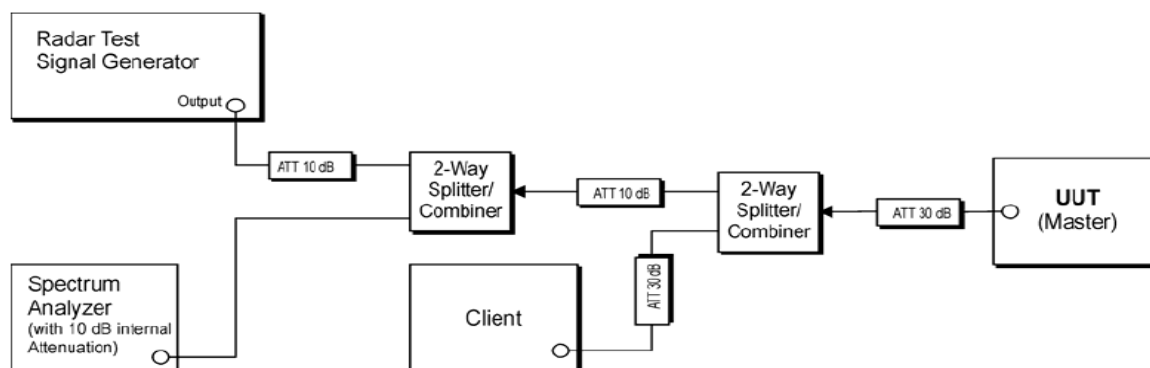 Radar Test
Signal Generator
Output
ATT 10 dB
2-Way
Splitter/
Combiner
ATT 10 dB
2-Way
Splitter/
Combiner
ATT 30 dB
UUT
(Master)
Spectrum
Analyzer
(with 10 dB internal
Attenuation)
Client
ATT 30 dB